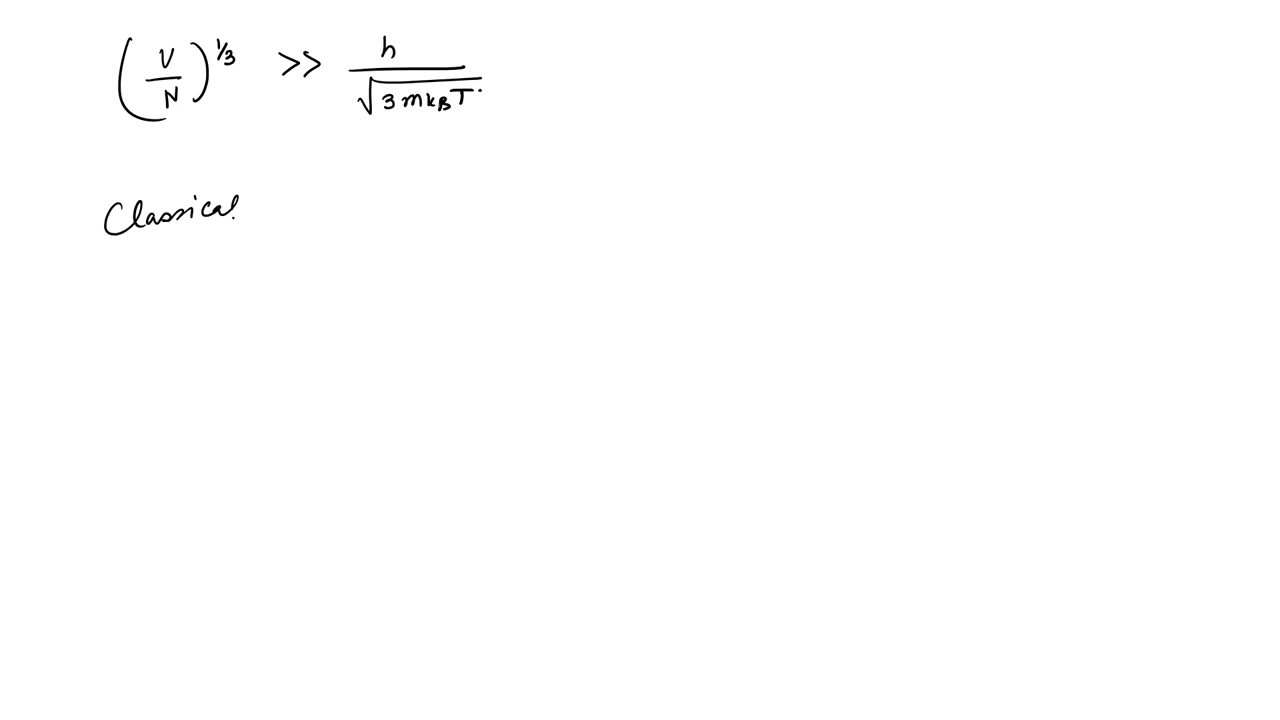 (V/N)^1/3 >> h/√(3mk_BT)
Classical